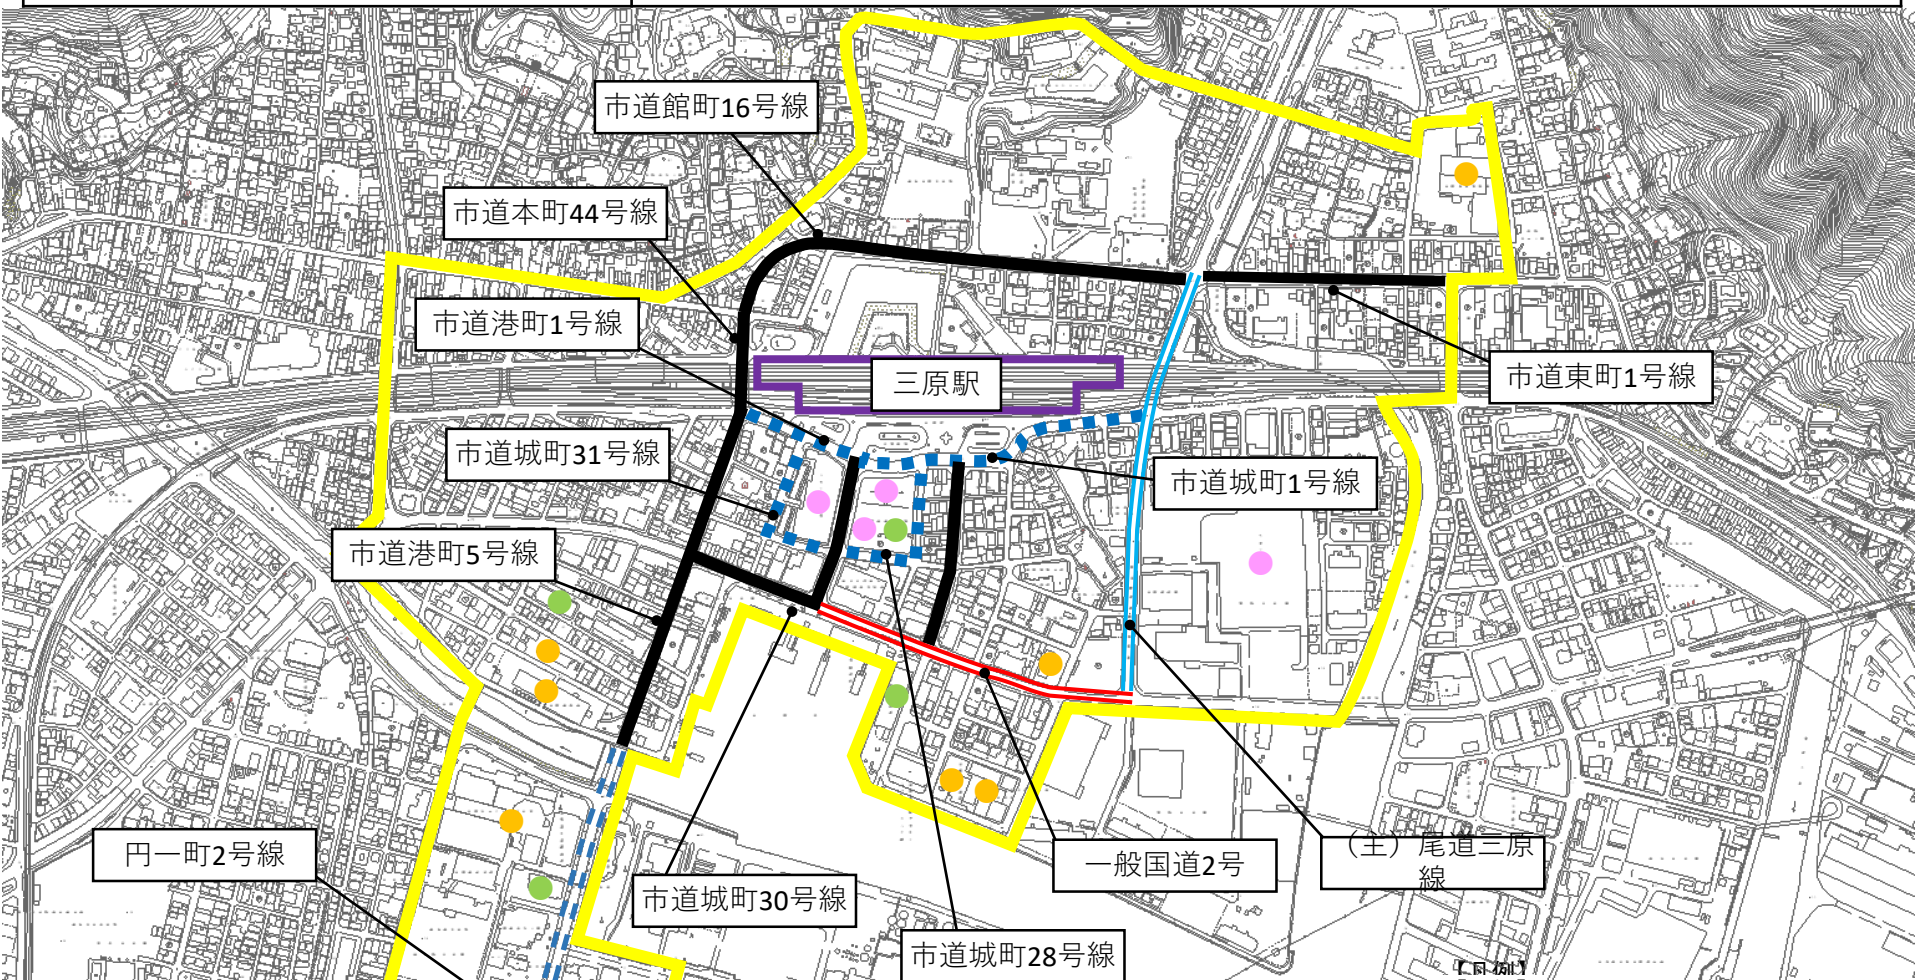 市道館町16号線
市道本町44号線
市道港町1号線
三原駅
市道東町1号線
市道城町31号線
市道城町1号線
市道港町5号線
円一町2号線
一般国道2号
（主）尾道三原
線
市道城町30号線
市道城町28号線
【凡例】